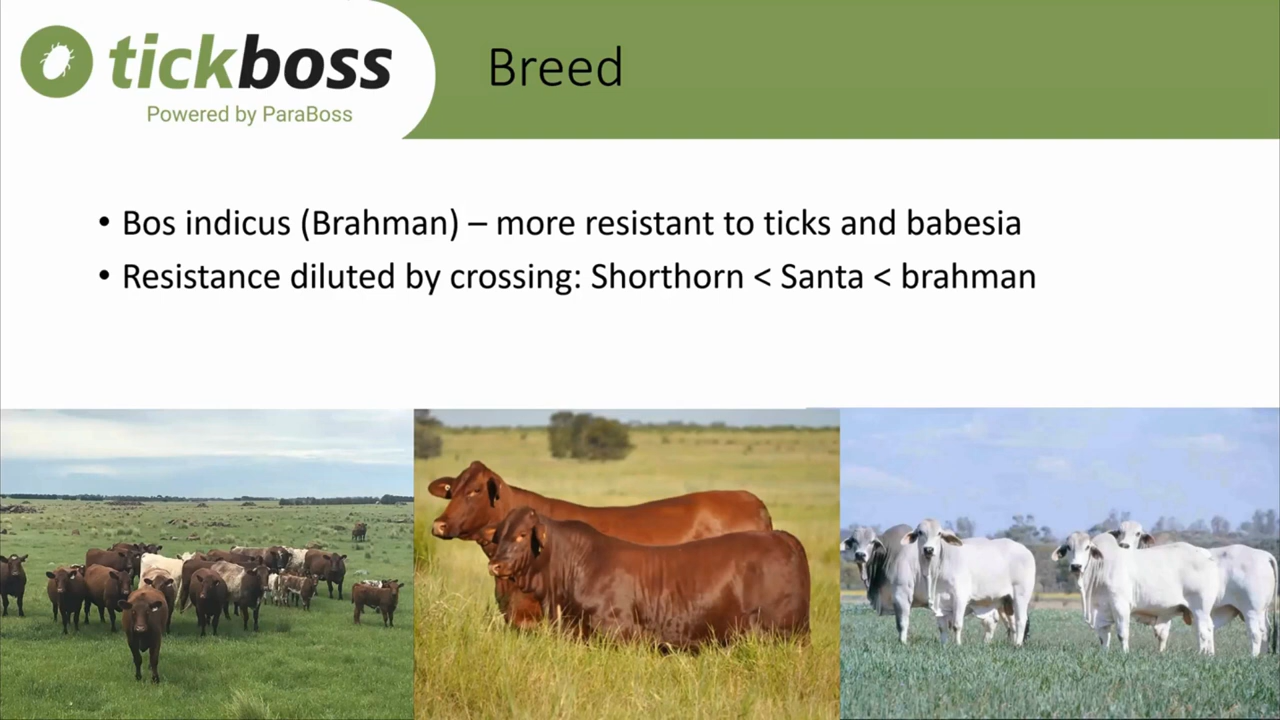 tickboss
Powered by ParaBoss
Breed
• Bos indicus (Brahman) – more resistant to ticks and babesia
• Resistance diluted by crossing: Shorthorn < Santa < brahman